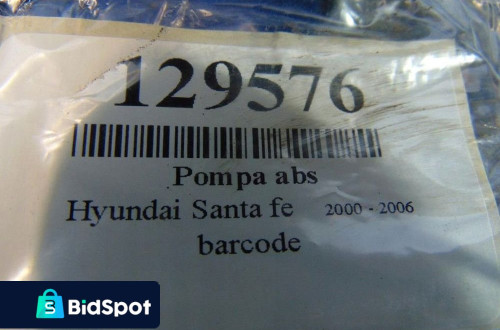 129576
Pompa abs
Hyundai Santa fe 2000 - 2006
barcode
BidSpot